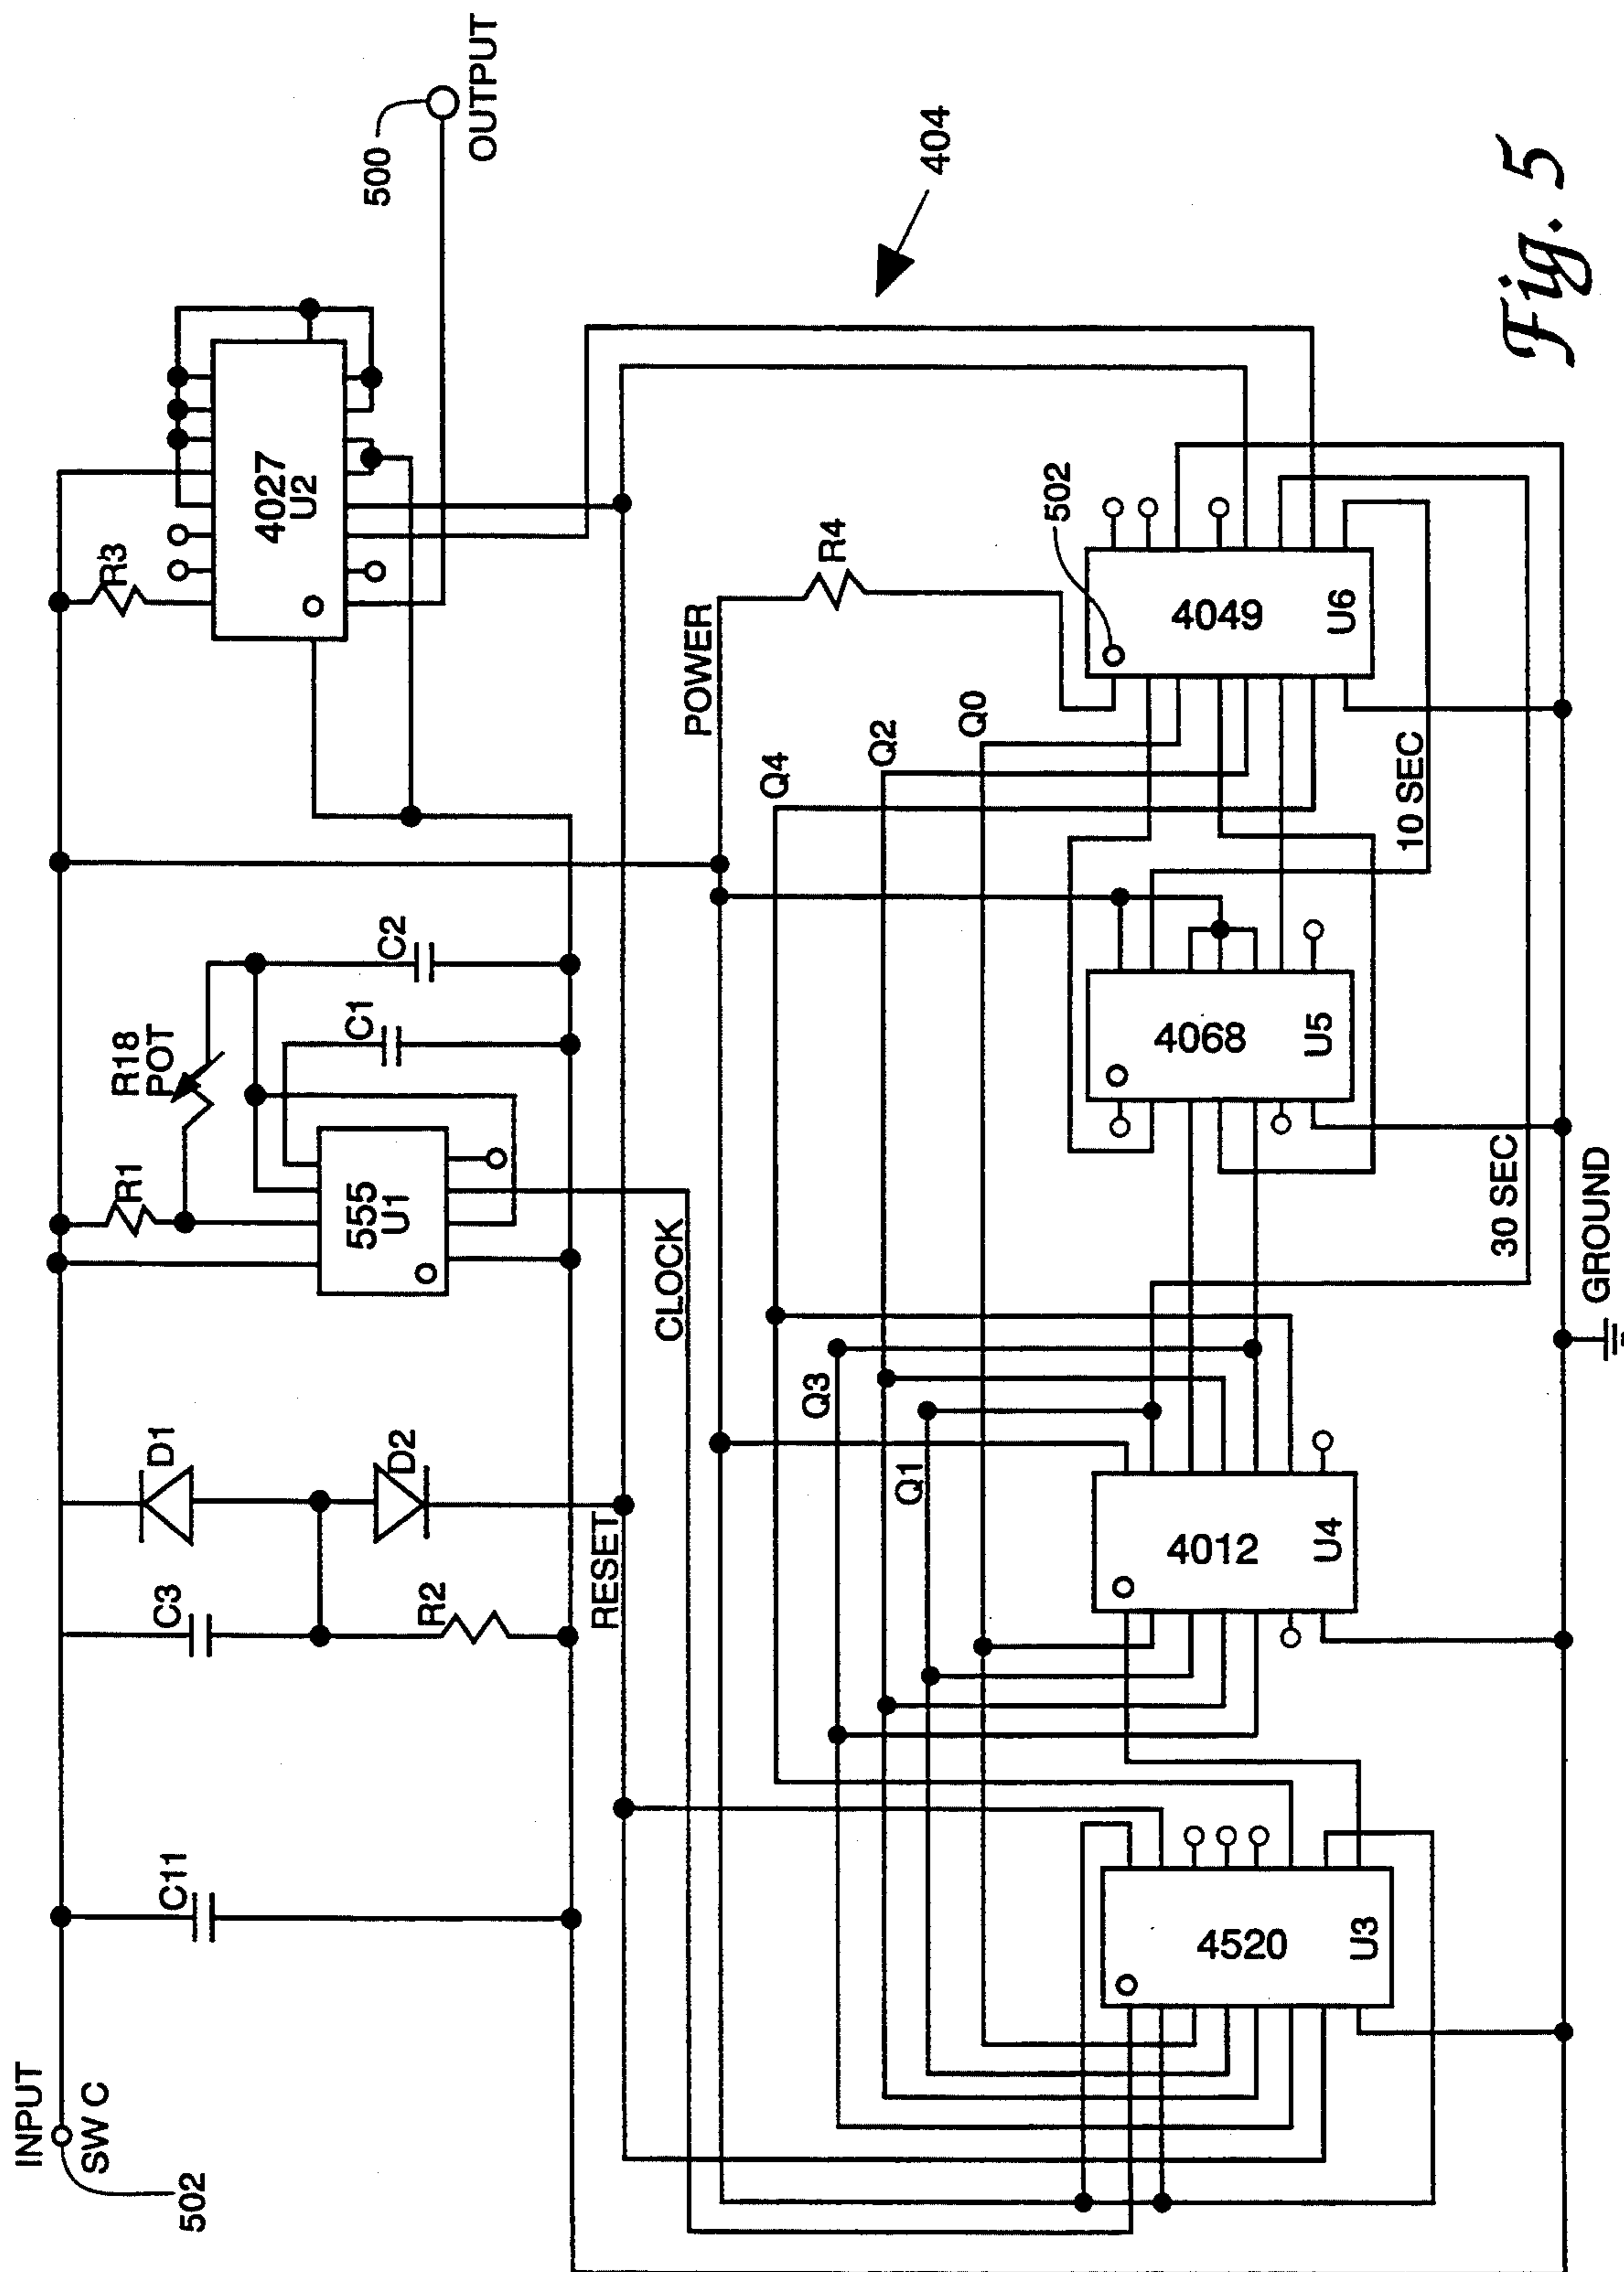 INPUT
SW C
502
C11
C3
R2
D1
D2
RESET
R1
R18
POT
555
U1
C1
C2
CLOCK
R3
4027
U2
500
OUTPUT
404
POWER
R4
Q4
Q2
Q0
Q3
Q1
502
4520
U3
4012
U4
4068
U5
4049
U6
10 SEC
30 SEC
GROUND
Fig. 5